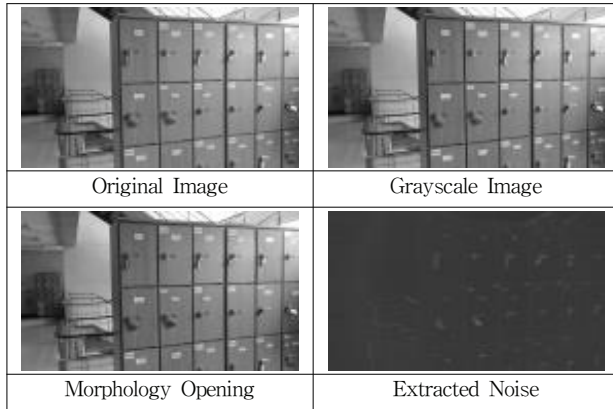 Original Image
Grayscale Image
Morphology Opening
Extracted Noise